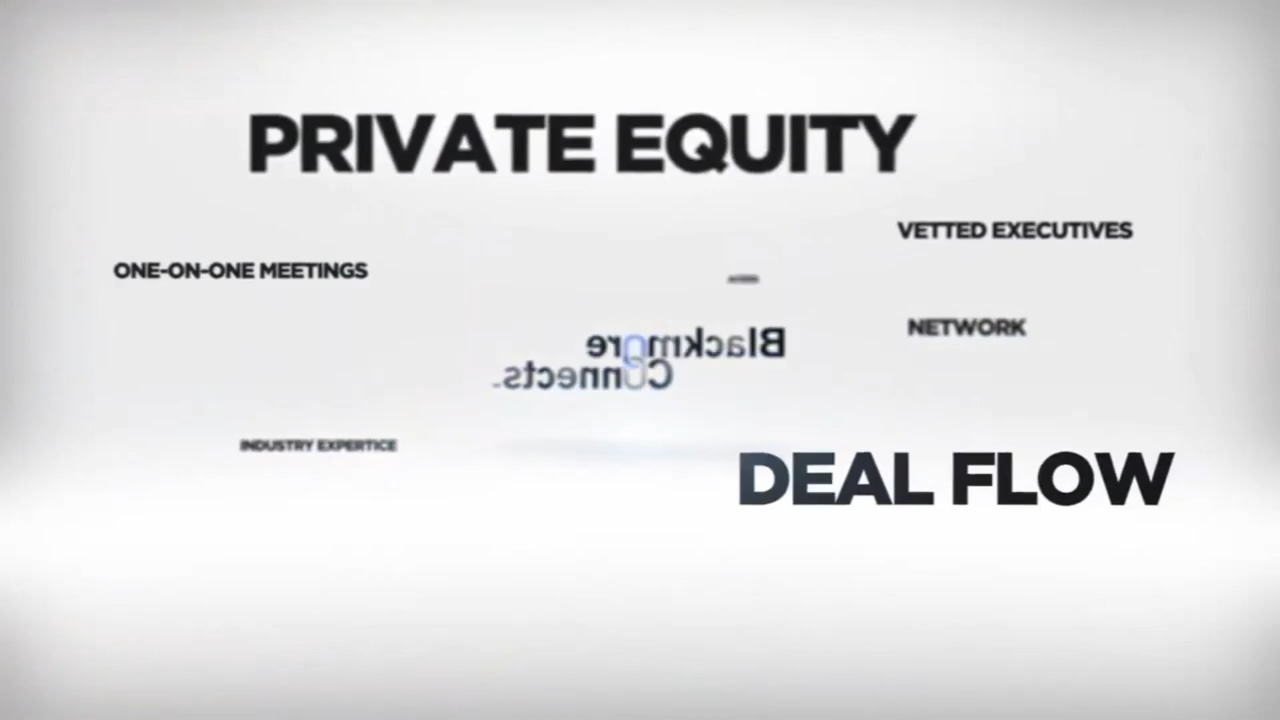 PRIVATE EQUITY
VETTED EXECUTIVES
ONE-ON-ONE MEETINGS
NETWORK
Blackmore
Connects
INDUSTRY EXPERTICE
DEAL FLOW